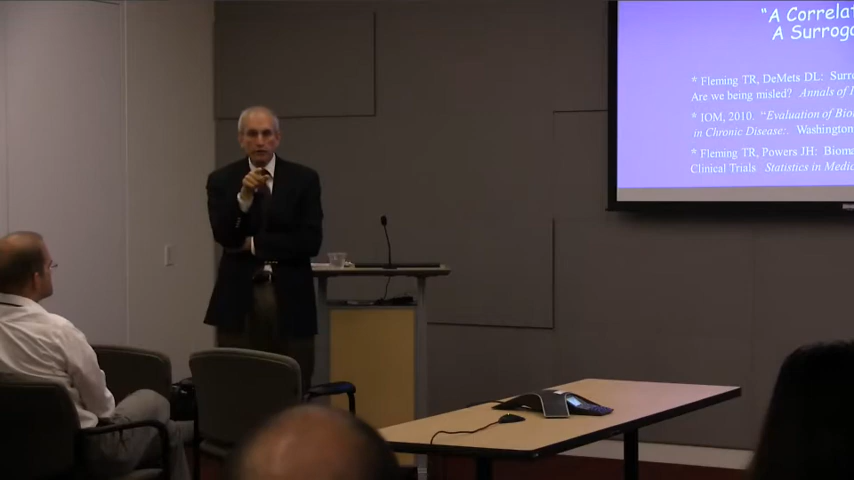 "A Correlat
A Surroga
* Fleming TR, DeMets DL: Surro
Are we being misled? Annals of I
* IOM, 2010. "Evaluation of Bio
in Chronic Disease:. Washington
* Fleming TR, Powers JH: Bioma
Clinical Trials Statistics in Medic